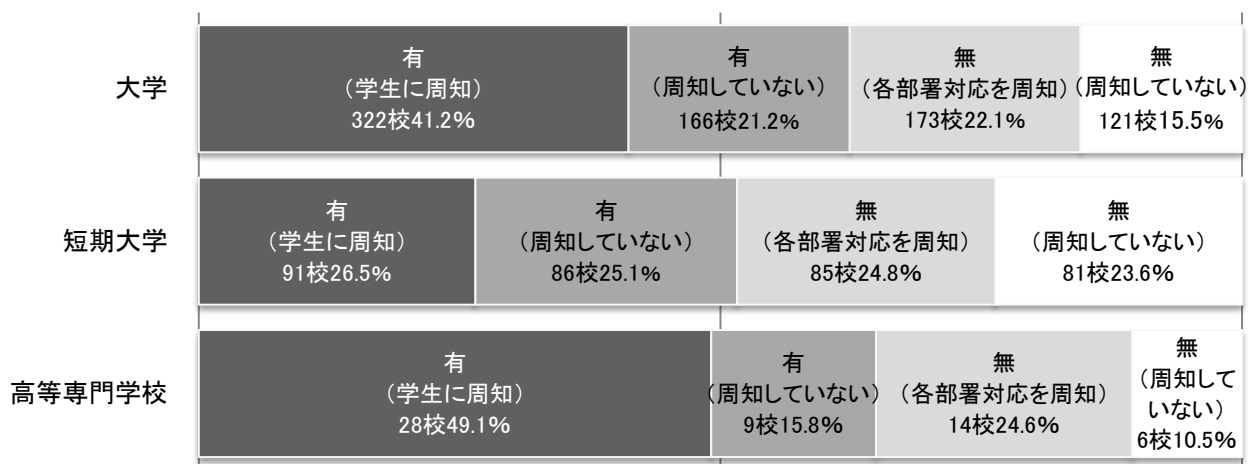 大学
有
(学生に周知)
322校41.2%
有
(周知していない)
166校21.2%
無
(各部署対応を周知)
173校22.1%
無
(周知していない)
121校15.5%
短期大学
有
(学生に周知)
91校26.5%
有
(周知していない)
86校25.1%
無
(各部署対応を周知)
85校24.8%
無
(周知していない)
81校23.6%
高等専門学校
有
(学生に周知)
28校49.1%
有
(周知していない)
9校15.8%
無
(各部署対応を周知)
14校24.6%
無
(周知して
いない)
6校10.5%